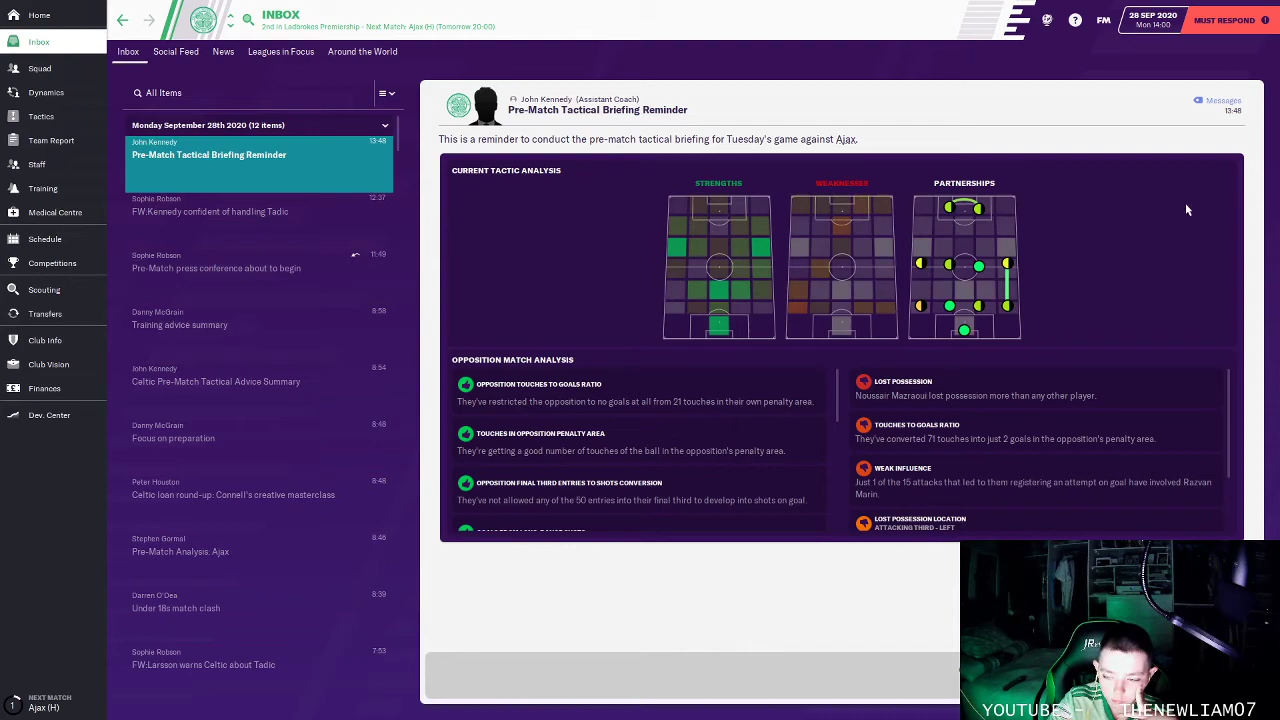 INBOX
2nd in Ladbrokes Premiership - Next Match: Ajax (H) (Tomorrow 20:00)
FM
28 SEP 2020
Mon 14:00
MUST RESPOND
Home
Inbox
Squad
Dynamics
Tactics
Team Report
Staff
Training
Medical Centre
Schedule
Competitions
Scouting
Transfers
Club Info
Club Vision
Finances
Dev. Center
1
NEXT MATCH
Ajax (H)
Inbox
Social Feed
News
Leagues in Focus
Around the World
All Items
Monday September 28th 2020 (12 items)
John Kennedy 13:48
Pre-Match Tactical Briefing Reminder
Sophie Robson 12:37
FW:Kennedy confident of handling Tadic
Sophie Robson 11:49
Pre-Match press conference about to begin
Danny McGrain 8:58
Training advice summary
John Kennedy 8:54
Celtic Pre-Match Tactical Advice Summary
Danny McGrain 8:48
Focus on preparation
Peter Houston 8:48
Celtic loan round-up: Connell's creative masterclass
Stephen Gormal 8:46
Pre-Match Analysis: Ajax
Darren O'Dea 8:39
Under 18s match clash
Sophie Robson 7:53
FW:Larsson warns Celtic about Tadic
John Kennedy (Assistant Coach)
Pre-Match Tactical Briefing Reminder
Messages
13:48
This is a reminder to conduct the pre-match tactical briefing for Tuesday's game against Ajax.
CURRENT TACTIC ANALYSIS
STRENGTHS
WEAKNESSES
PARTNERSHIPS
OPPOSITION MATCH ANALYSIS
OPPOSITION TOUCHES TO GOALS RATIO
They've restricted the opposition to no goals at all from 21 touches in their own penalty area.
TOUCHES IN OPPOSITION PENALTY AREA
They're getting a good number of touches of the ball in the opposition's penalty area.
OPPOSITION FINAL THIRD ENTRIES TO SHOTS CONVERSION
They've not allowed any of the 50 entries into their final third to develop into shots on goal.
LOST POSSESSION
Noussair Mazraoui lost possession more than any other player.
TOUCHES TO GOALS RATIO
They've converted 71 touches into just 2 goals in the opposition's penalty area.
WEAK INFLUENCE
Just 1 of the 15 attacks that led to them registering an attempt on goal have involved Razvan
Marin.
LOST POSSESSION LOCATION
ATTACKING THIRD - LEFT
YOUTUBE- THENEWLIAM07